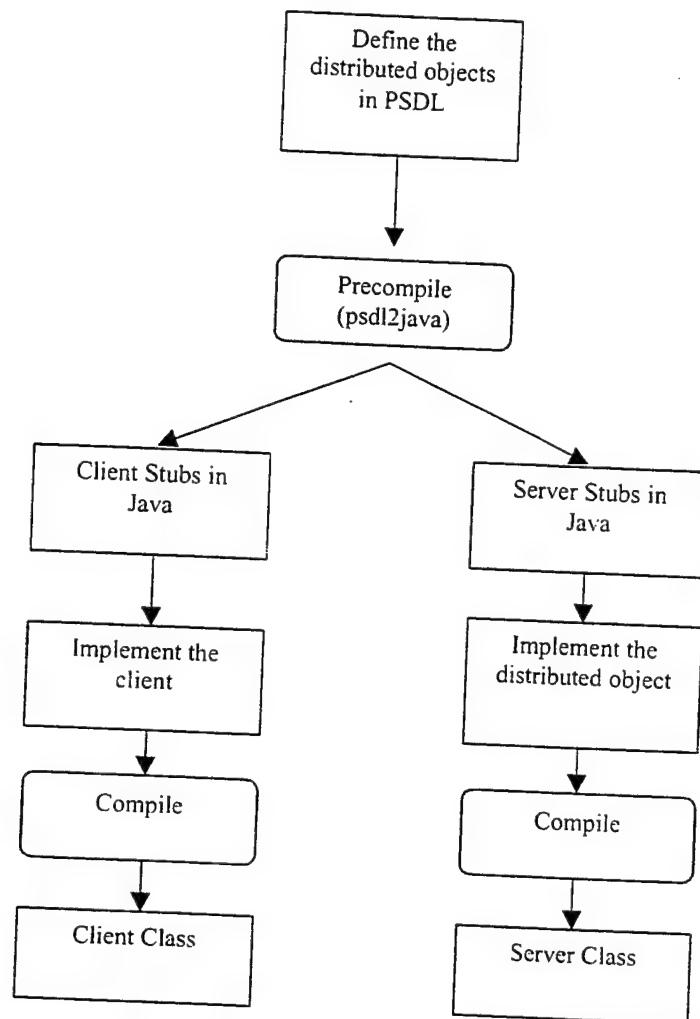 Define the
distributed objects
in PSDL
Precompile
(psdl2java)
Client Stubs in
Java
Server Stubs in
Java
Implement the
client
Implement the
distributed object
Compile
Compile
Client Class
Server Class